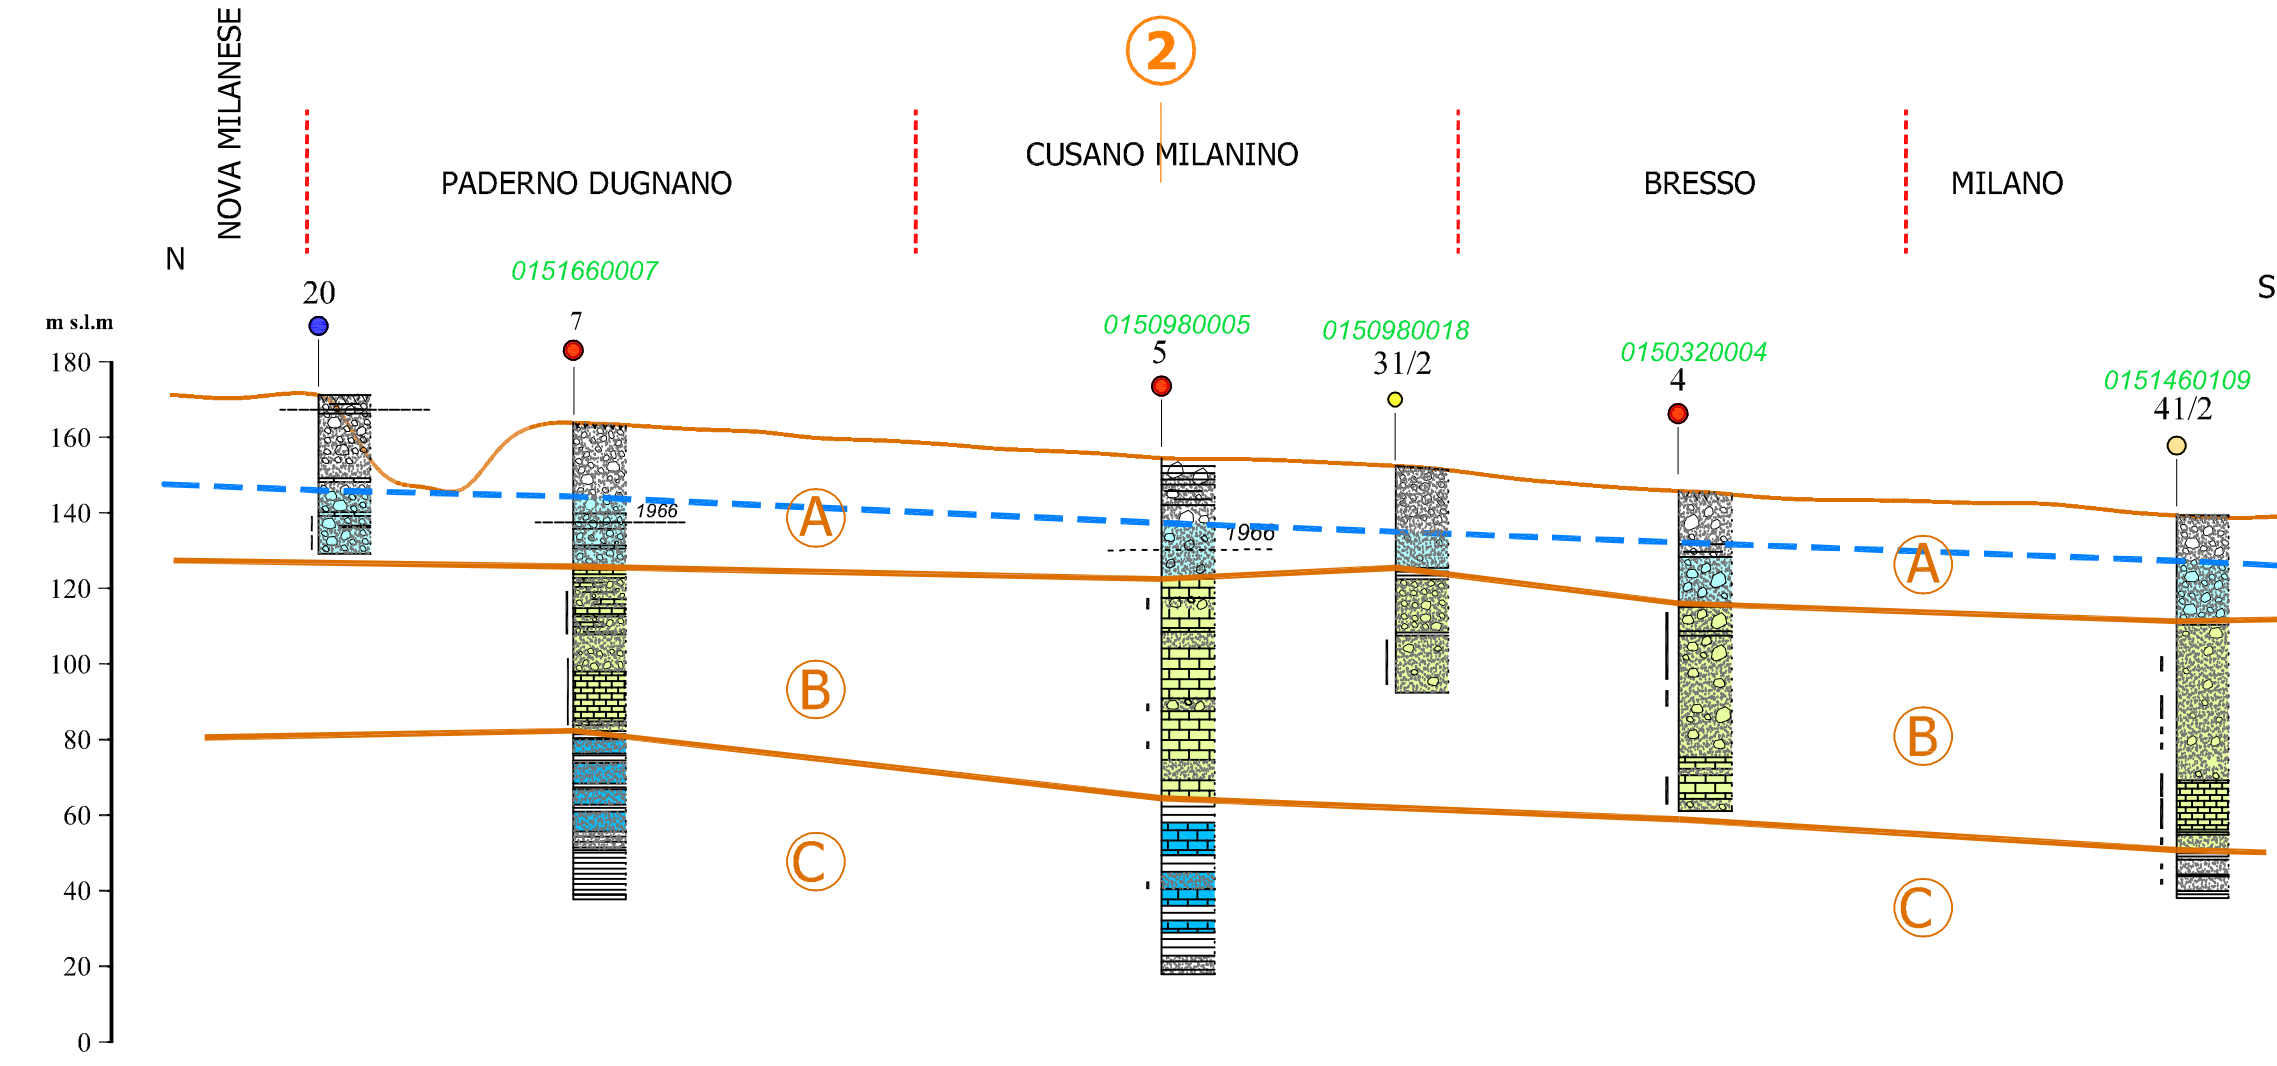 NOVA MILANESE
2
CUSANO MILANINO
PADERNO DUGNANO
BRESSO
MILANO
N
S
0151660007
20
7
m s.l.m
0150980005
5
0150980018
31/2
0150320004
4
0151460109
41/2
180
160
140
120
100
80
60
40
20
0
1966
1966
A
A
B
B
C
C